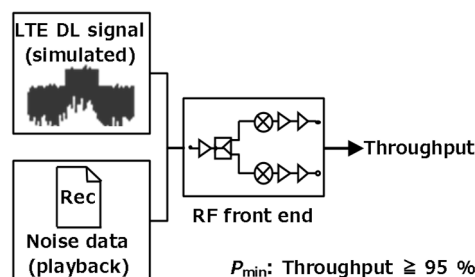 LTE DL signal
(simulated)
Rec
Noise data
(playback)
RF front end
Throughput
Pmin: Throughput ≧ 95 %